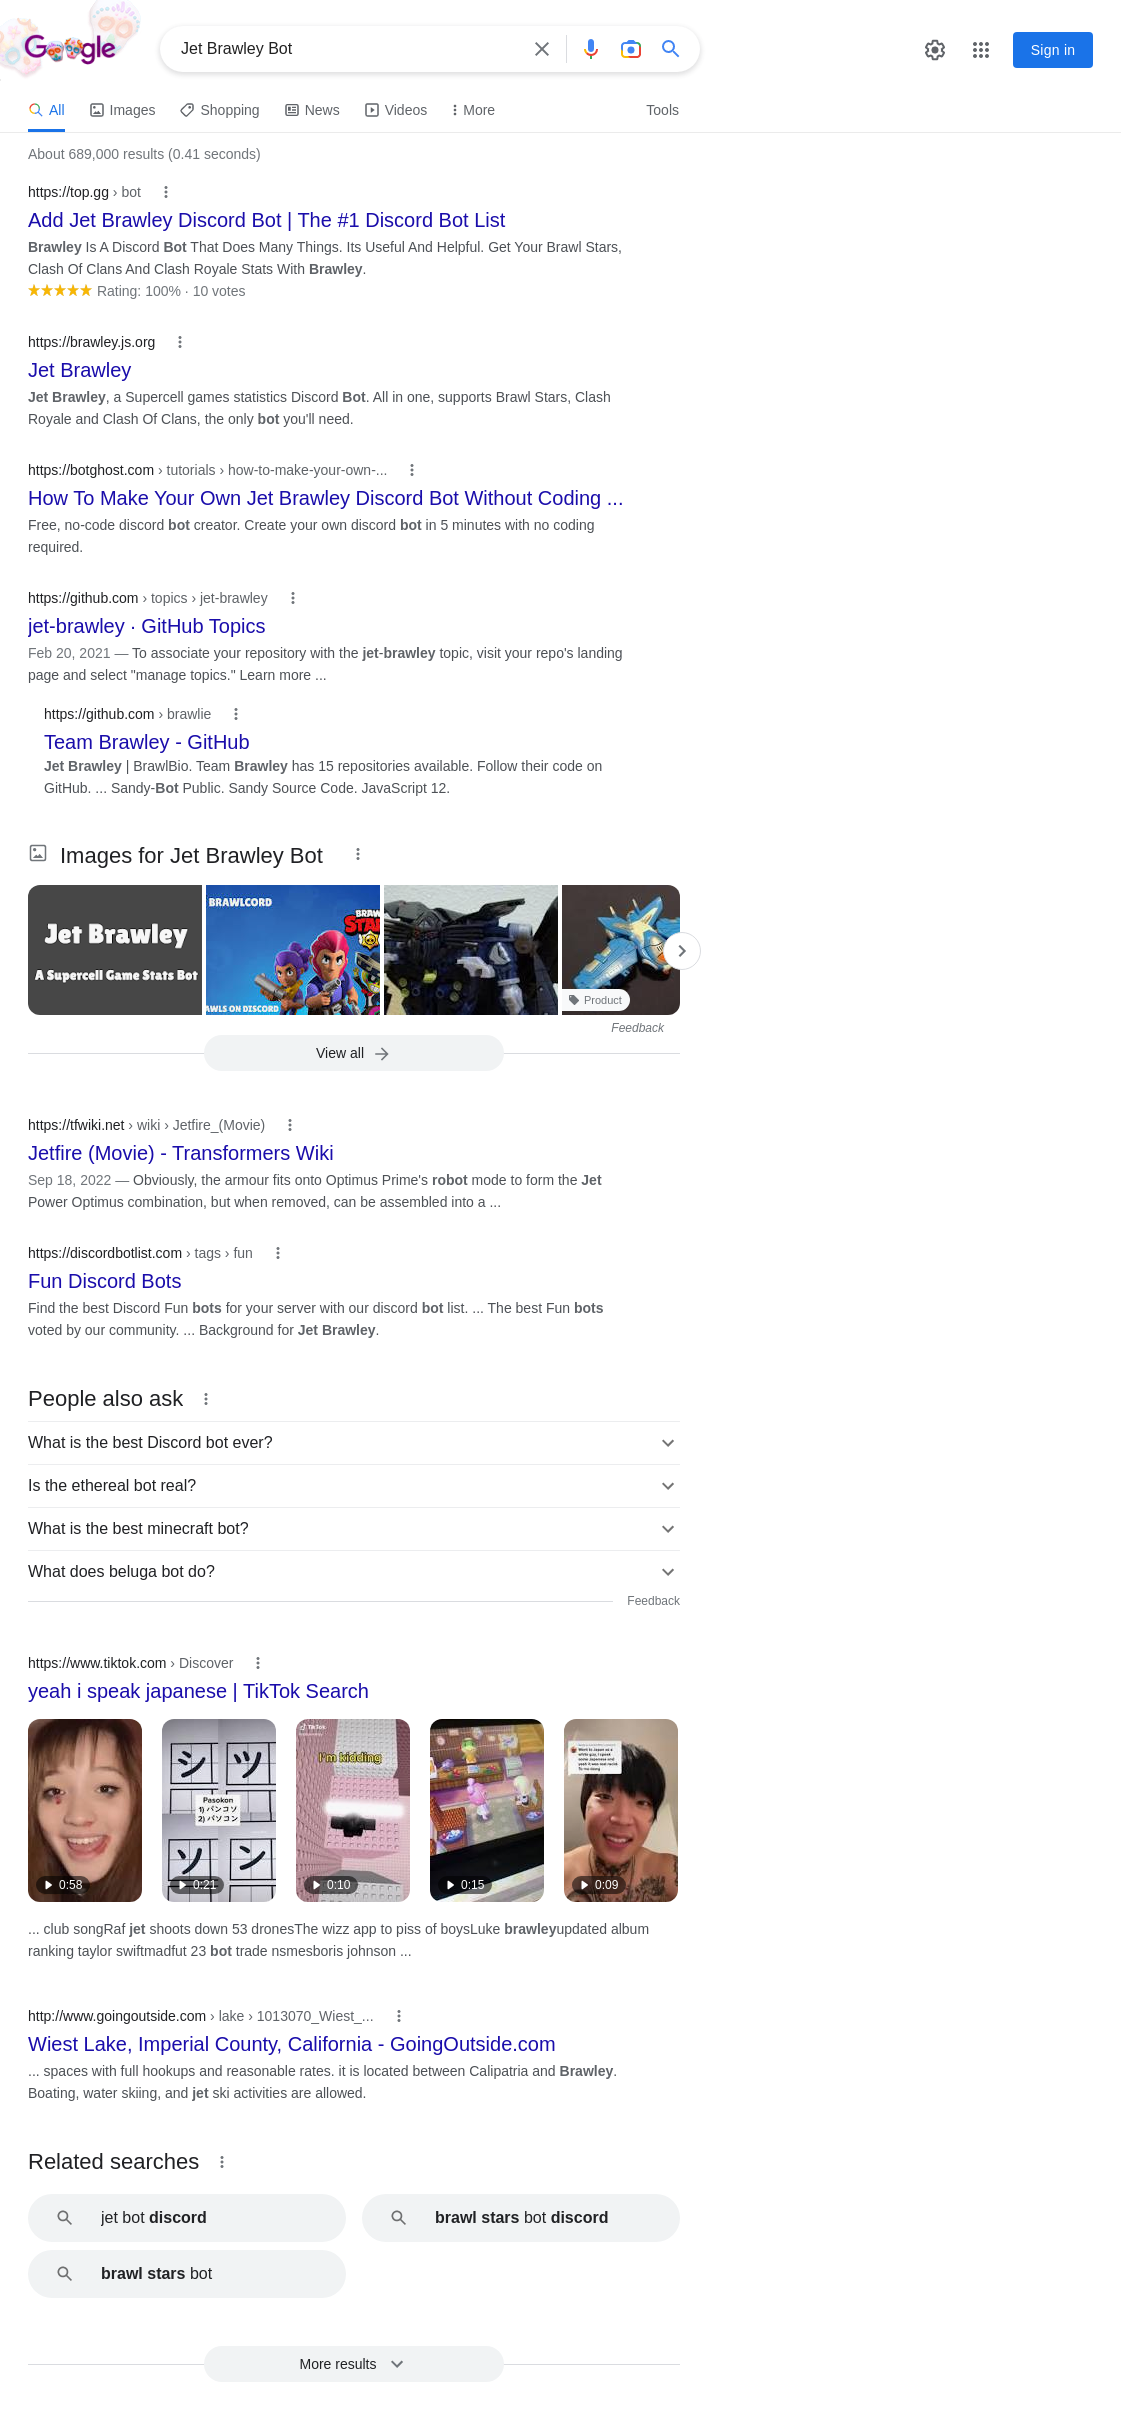 Google
Jet Brawley Bot
Sign in
All
Images
Shopping
News
Videos
More
Tools
About 689,000 results (0.41 seconds)
https://top.gg › bot
Add Jet Brawley Discord Bot | The #1 Discord Bot List
Brawley Is A Discord Bot That Does Many Things. Its Useful And Helpful. Get Your Brawl Stars,
Clash Of Clans And Clash Royale Stats With Brawley.
Rating: 100% · 10 votes
https://brawley.js.org
Jet Brawley
Jet Brawley, a Supercell games statistics Discord Bot. All in one, supports Brawl Stars, Clash
Royale and Clash Of Clans, the only bot you'll need.
https://botghost.com › tutorials › how-to-make-your-own-...
How To Make Your Own Jet Brawley Discord Bot Without Coding ...
Free, no-code discord bot creator. Create your own discord bot in 5 minutes with no coding
required.
https://github.com › topics › jet-brawley
jet-brawley · GitHub Topics
Feb 20, 2021 — To associate your repository with the jet-brawley topic, visit your repo's landing
page and select "manage topics." Learn more ...
https://github.com › brawlie
Team Brawley - GitHub
Jet Brawley | BrawlBio. Team Brawley has 15 repositories available. Follow their code on
GitHub. ... Sandy-Bot Public. Sandy Source Code. JavaScript 12.
Images for Jet Brawley Bot
Jet Brawley
A Supercell Game Stats Bot
BRAWLCORD
BRAW
STA
AWLS ON DISCORD
Product
Feedback
View all
https://tfwiki.net › wiki › Jetfire_(Movie)
Jetfire (Movie) - Transformers Wiki
Sep 18, 2022 — Obviously, the armour fits onto Optimus Prime's robot mode to form the Jet
Power Optimus combination, but when removed, can be assembled into a ...
https://discordbotlist.com › tags › fun
Fun Discord Bots
Find the best Discord Fun bots for your server with our discord bot list. ... The best Fun bots
voted by our community. ... Background for Jet Brawley.
People also ask
What is the best Discord bot ever?
Is the ethereal bot real?
What is the best minecraft bot?
What does beluga bot do?
Feedback
https://www.tiktok.com › Discover
yeah i speak japanese | TikTok Search
シ ツ
Pasokon
1) パンコソ
2) パソコン
ソ ン
TikTok
I'm kidding
0:58
0:21
0:10
0:15
0:09
... club songRaf jet shoots down 53 dronesThe wizz app to piss of boysLuke brawleyupdated album
ranking taylor swiftmadfut 23 bot trade nsmesboris johnson ...
http://www.goingoutside.com › lake › 1013070_Wiest_...
Wiest Lake, Imperial County, California - GoingOutside.com
... spaces with full hookups and reasonable rates. it is located between Calipatria and Brawley.
Boating, water skiing, and jet ski activities are allowed.
Related searches
jet bot discord
brawl stars bot discord
brawl stars bot
More results